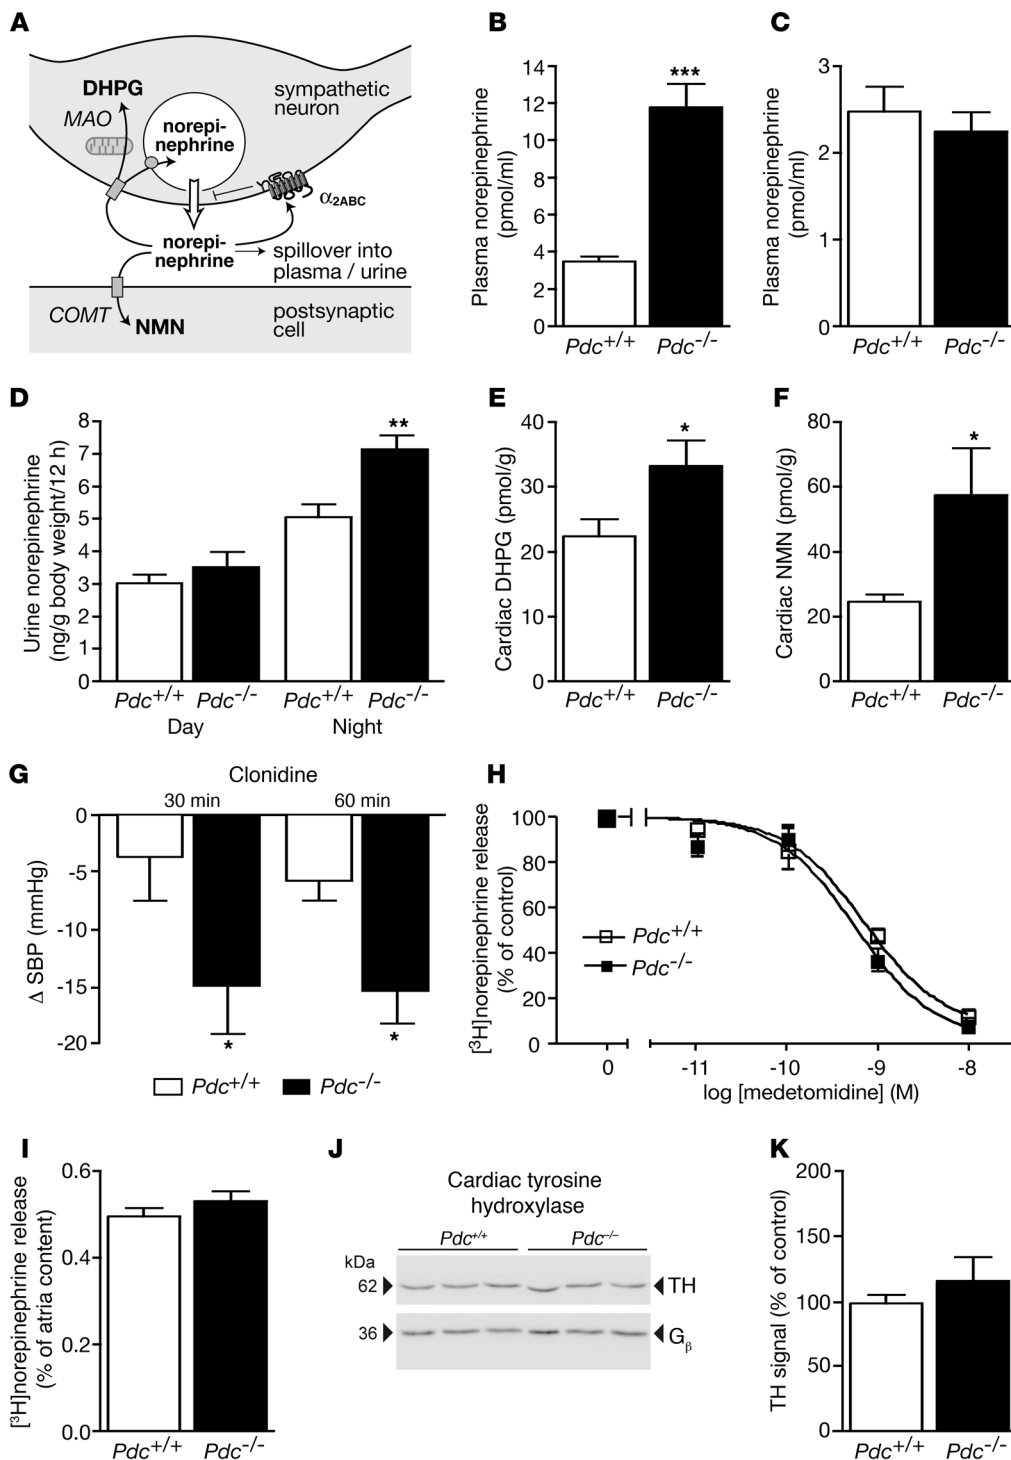 A
DHPG
MAO
norepi-
nephrine
sympathetic
neuron
α2ABC
norepi-
nephrine
spillover into
plasma / urine
COMT
NMN
postsynaptic
cell
B
Plasma norepinephrine
(pmol/ml)
14
12
10
8
6
4
2
0
***
Pdc+/+
Pdc-/-
C
Plasma norepinephrine
(pmol/ml)
3
2
1
0
Pdc+/+
Pdc-/-
D
Urine norepinephrine
(ng/g body weight/12 h)
8
7
6
5
4
3
2
1
0
**
Pdc+/+ Pdc-/- Pdc+/+ Pdc-/-
Day Night
E
Cardiac DHPG (pmol/g)
40
30
20
10
0
*
Pdc+/+ Pdc-/-
F
Cardiac NMN (pmol/g)
80
60
40
20
0
*
Pdc+/+ Pdc-/-
G
Clonidine
30 min 60 min
Δ SBP (mmHg)
0
-5
-10
-15
-20
* *
Pdc+/+ Pdc-/-
H
[3H]norepinephrine release
(% of control)
100
80
60
40
20
0
Pdc+/+
Pdc-/-
0 -11 -10 -9 -8
log [medetomidine] (M)
I
[3H]norepinephrine release
(% of atria content)
0.6
0.4
0.2
0.0
Pdc+/+ Pdc-/-
J
Cardiac tyrosine
hydroxylase
Pdc+/+ Pdc-/-
kDa
62 TH
36 Gβ
K
TH signal (% of control)
200
150
100
50
0
Pdc+/+ Pdc-/-